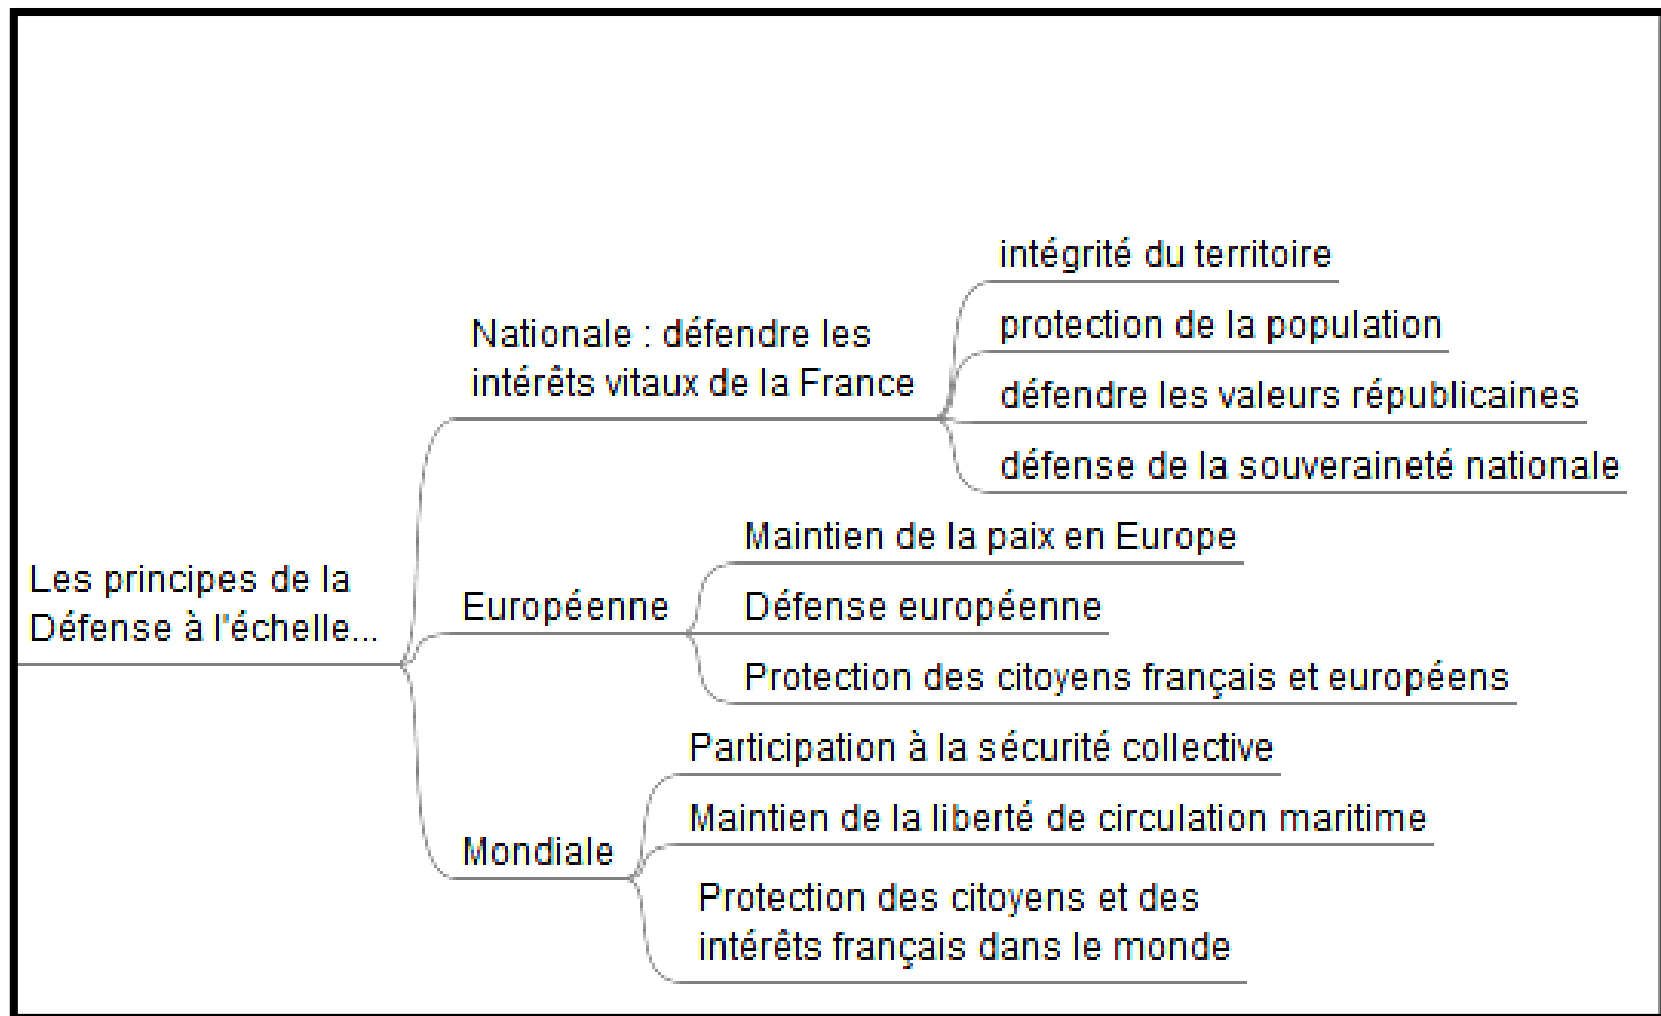 Les principes de la
Défense à l'échelle...
Nationale : défendre les
intérêts vitaux de la France
intégrité du territoire
protection de la population
défendre les valeurs républicaines
défense de la souveraineté nationale
Européenne
Maintien de la paix en Europe
Défense européenne
Protection des citoyens français et européens
Mondiale
Participation à la sécurité collective
Maintien de la liberté de circulation maritime
Protection des citoyens et des
intérêts français dans le monde